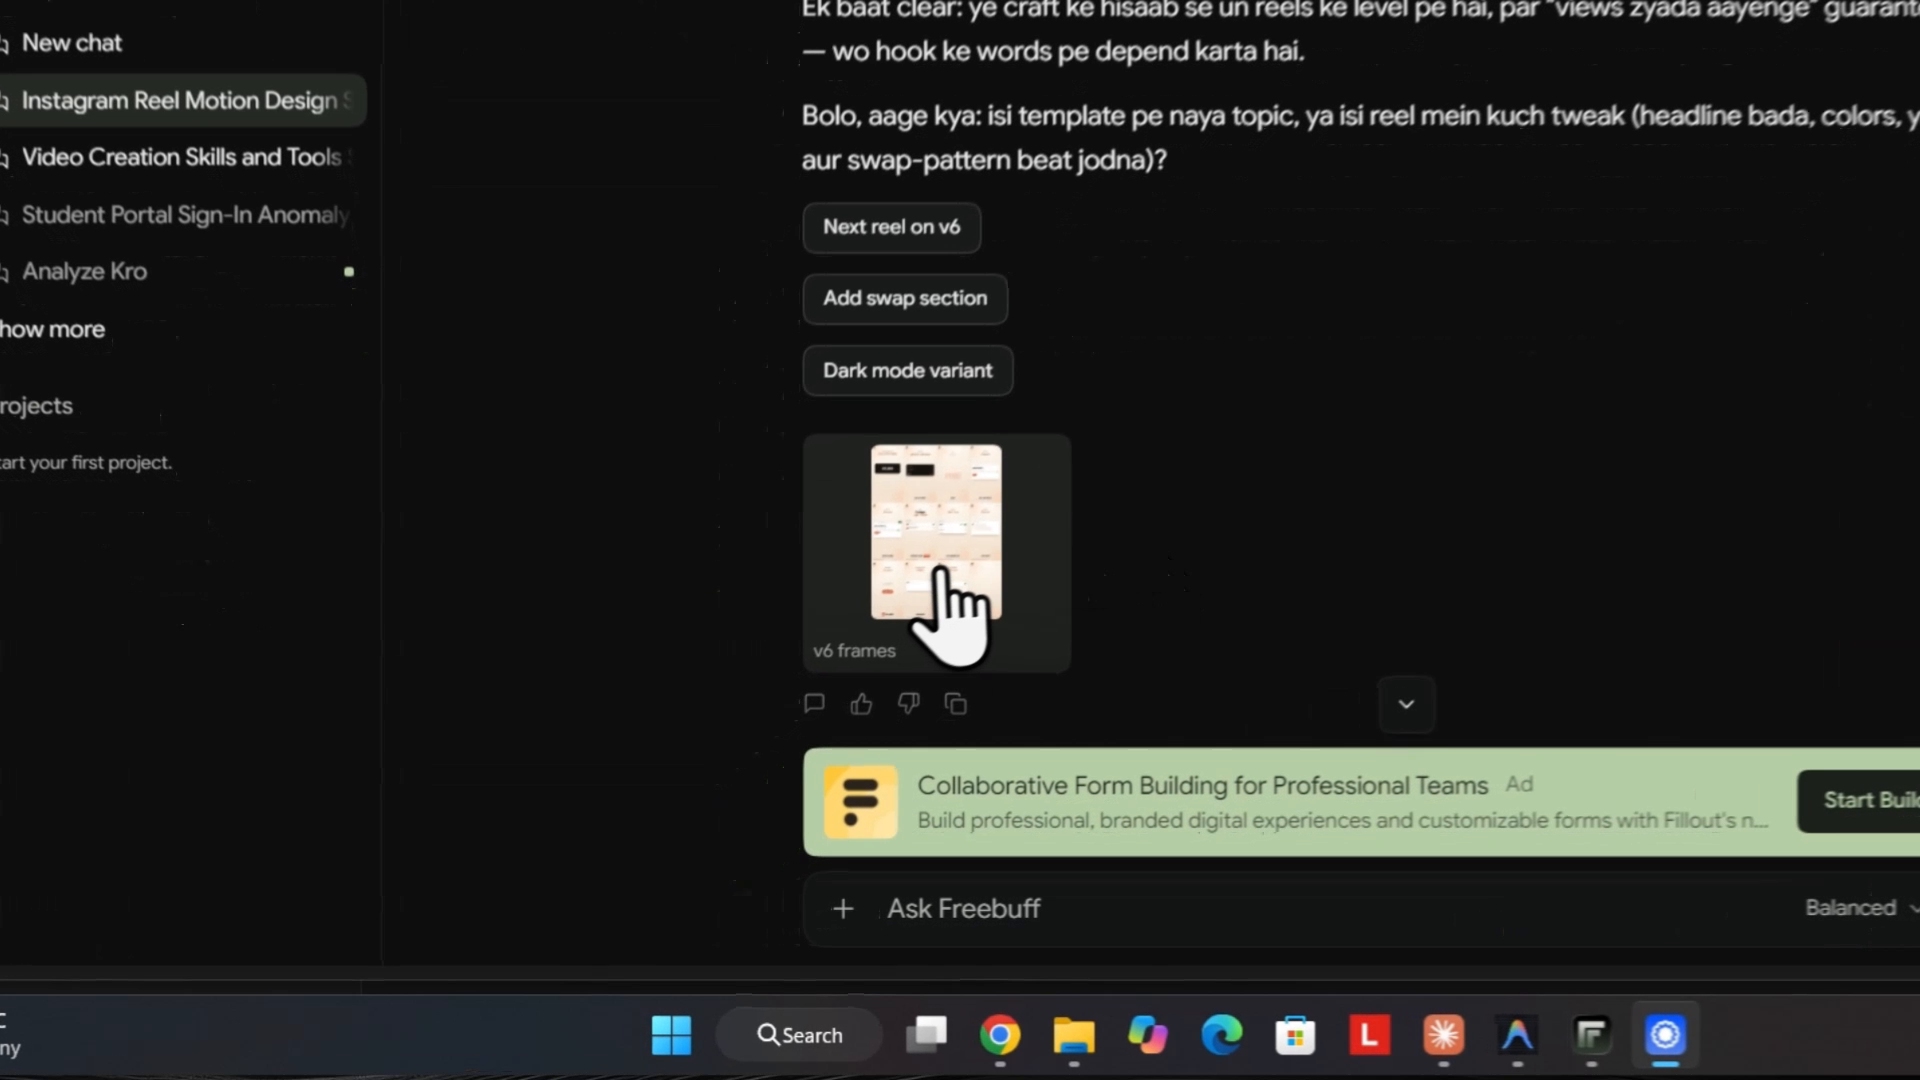 New chat
Instagram Reel Motion Design
Video Creation Skills and Tools
Student Portal Sign-In Anomaly
Analyze Kro
how more
rojects
art your first project.
Ek baat clear: ye craft ke hisaab se un reels ke level pe hai, par "views zyada aayenge" guarant
— wo hook ke words pe depend karta hai.
Bolo, aage kya: isi template pe naya topic, ya isi reel mein kuch tweak (headline bada, colors, y
aur swap-pattern beat jodna)?
Next reel on v6
Add swap section
Dark mode variant
v6 frames
Collaborative Form Building for Professional Teams Ad
Build professional, branded digital experiences and customizable forms with Fillout's n...
Start Buil
Ask Freebuff
Balanced
ny
Search
L